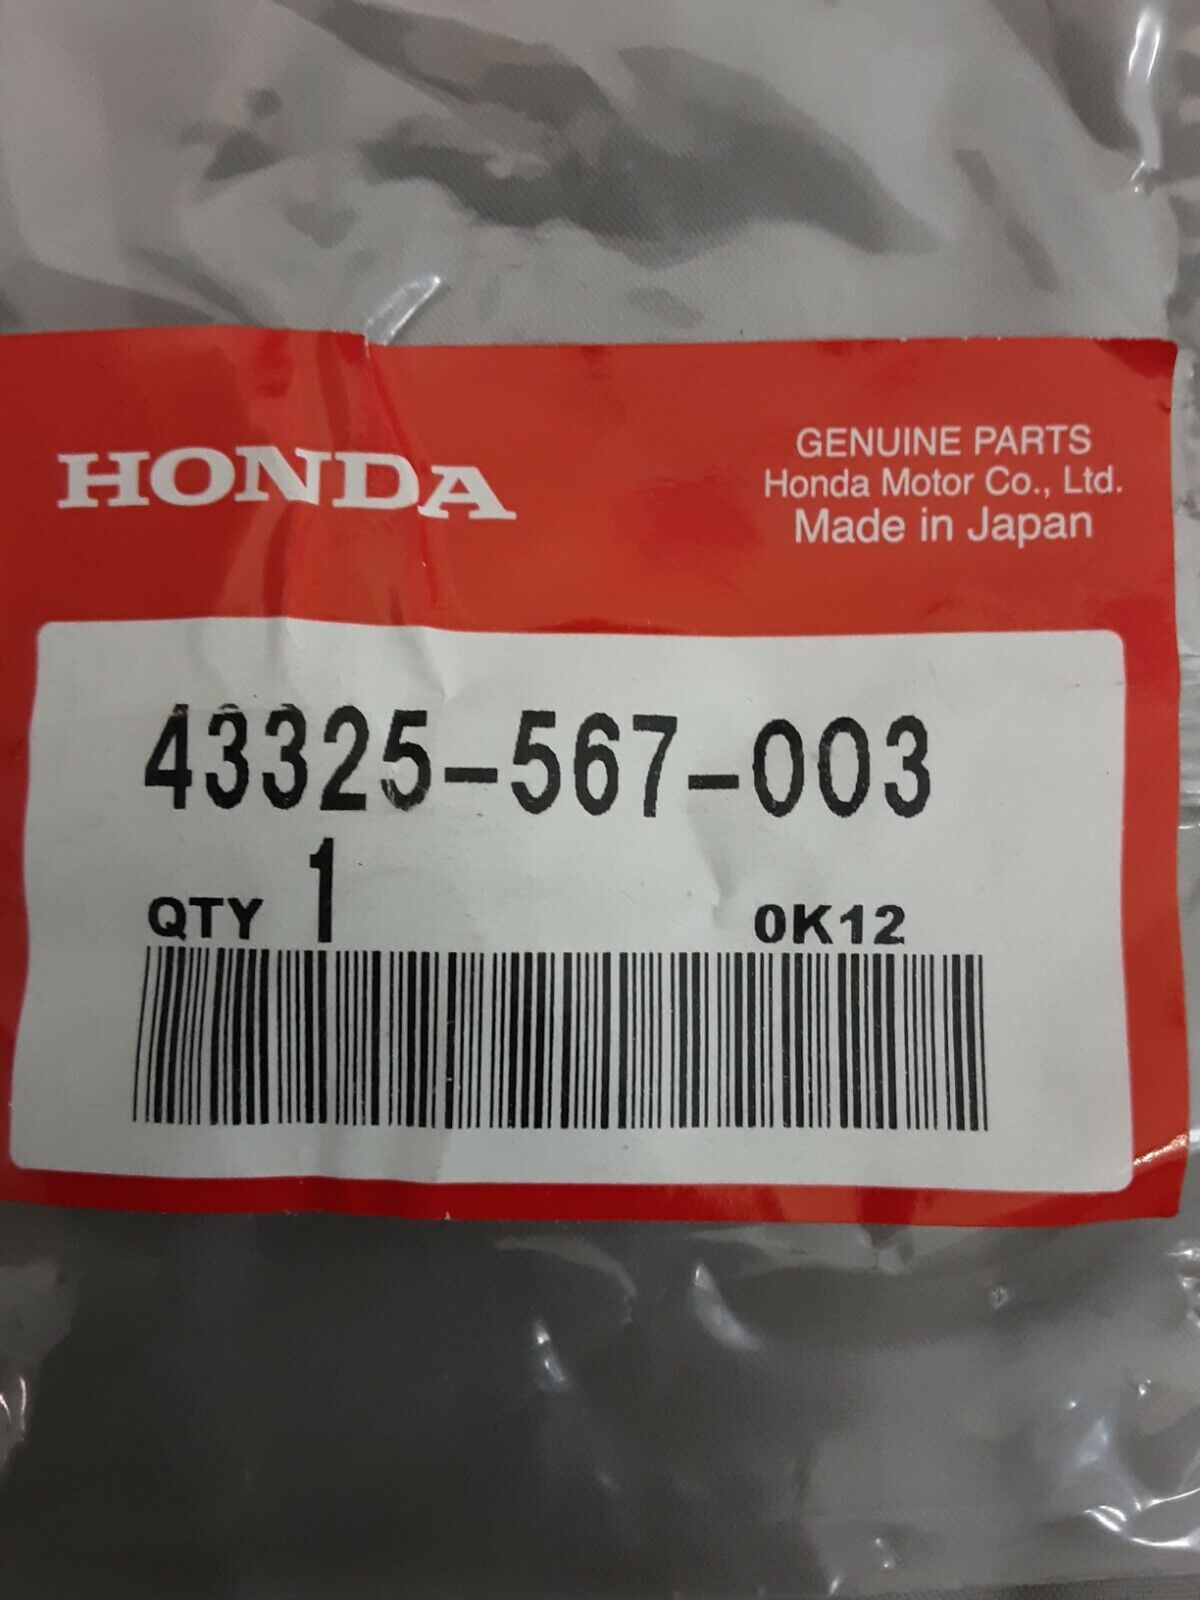 HONDA
GENUINE PARTS
Honda Motor Co., Ltd.
Made in Japan
43325-567-003
QTY 1 0K12